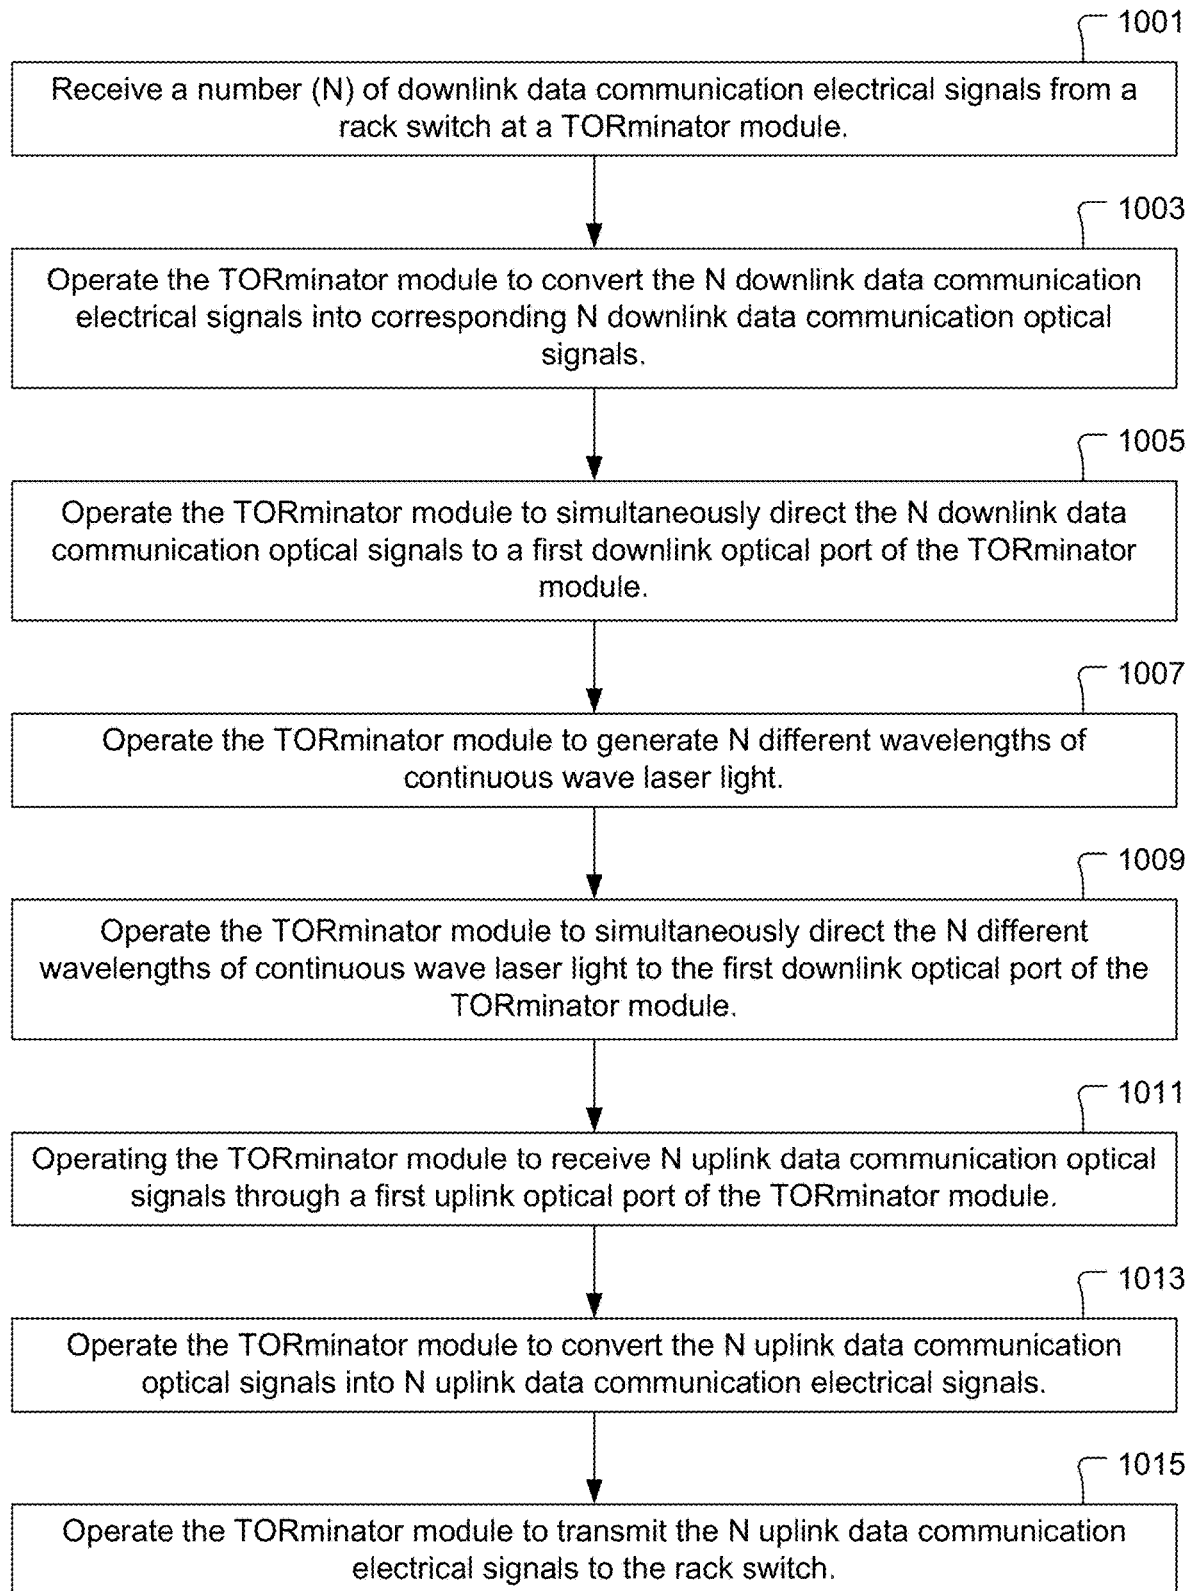 1001
Receive a number (N) of downlink data communication electrical signals from a
rack switch at a TORminator module.
1003
Operate the TORminator module to convert the N downlink data communication
electrical signals into corresponding N downlink data communication optical
signals.
1005
Operate the TORminator module to simultaneously direct the N downlink data
communication optical signals to a first downlink optical port of the TORminator
module.
1007
Operate the TORminator module to generate N different wavelengths of
continuous wave laser light.
1009
Operate the TORminator module to simultaneously direct the N different
wavelengths of continuous wave laser light to the first downlink optical port of the
TORminator module.
1011
Operating the TORminator module to receive N uplink data communication optical
signals through a first uplink optical port of the TORminator module.
1013
Operate the TORminator module to convert the N uplink data communication
optical signals into N uplink data communication electrical signals.
1015
Operate the TORminator module to transmit the N uplink data communication
electrical signals to the rack switch.